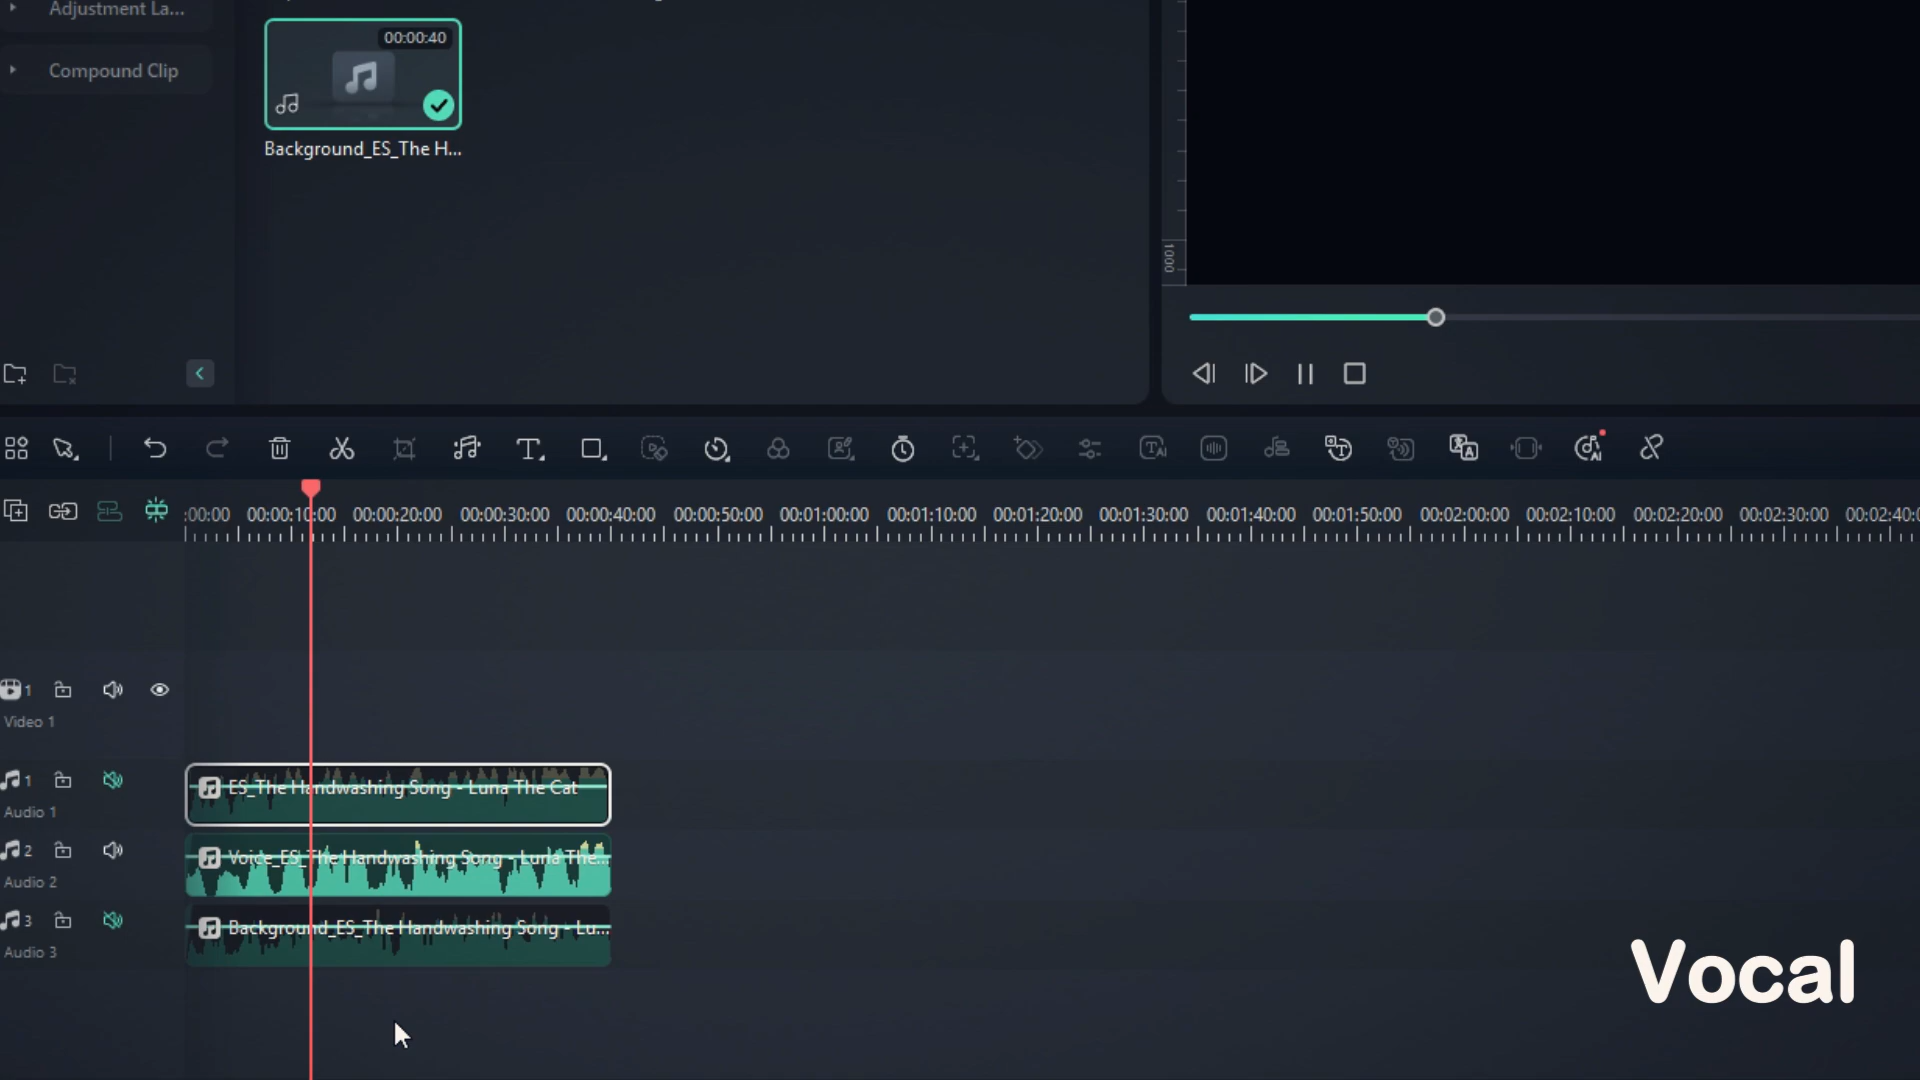 Adjustment La...
Compound Clip
00:00:40
Background_ES_The H...
1000
:00:00 00:00:10:00 00:00:20:00 00:00:30:00 00:00:40:00 00:00:50:00 00:01:00:00 00:01:10:00 00:01:20:00 00:01:30:00 00:01:40:00 00:01:50:00 00:02:00:00 00:02:10:00 00:02:20:00 00:02:30:00 00:02:40:0
1
Video 1
1
Audio 1
ES_The Handwashing Song - Luna The Cat
2
Audio 2
Voice_ES_The Handwashing Song - Luna The...
3
Audio 3
Background_ES_The Handwashing Song - Lu...
Vocal